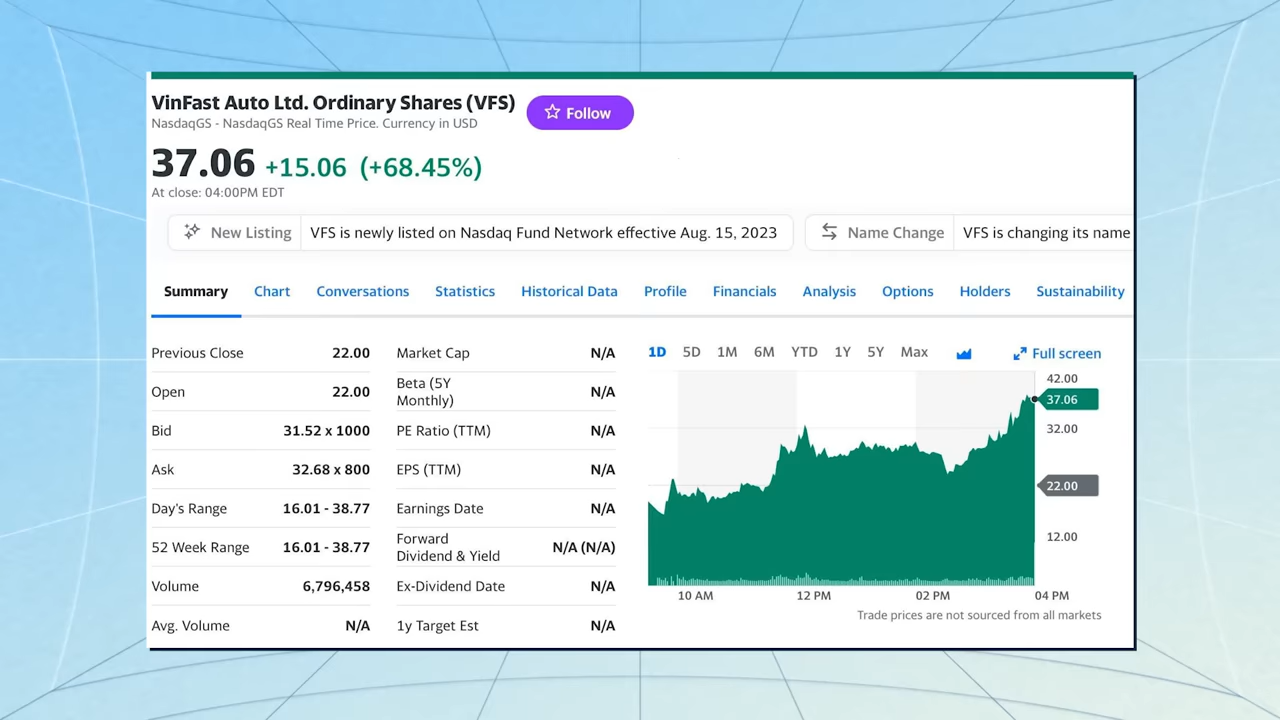 VinFast Auto Ltd. Ordinary Shares (VFS)
Follow
NasdaqGS - NasdaqGS Real Time Price. Currency in USD
37.06 +15.06 (+68.45%)
At close: 04:00PM EDT
New Listing VFS is newly listed on Nasdaq Fund Network effective Aug. 15, 2023 Name Change VFS is changing its name
Summary Chart Conversations Statistics Historical Data Profile Financials Analysis Options Holders Sustainability
Previous Close 22.00
Open 22.00
Bid 31.52 x 1000
Ask 32.68 x 800
Day's Range 16.01 - 38.77
52 Week Range 16.01 - 38.77
Volume 6,796,458
Avg. Volume N/A
Market Cap N/A
Beta (5Y
Monthly) N/A
PE Ratio (TTM) N/A
EPS (TTM) N/A
Earnings Date N/A
Forward
Dividend & Yield N/A (N/A)
Ex-Dividend Date N/A
1y Target Est N/A
1D 5D 1M 6M YTD 1Y 5Y Max Full screen
42.00
37.06
32.00
22.00
12.00
10 AM 12 PM 02 PM 04 PM
Trade prices are not sourced from all markets